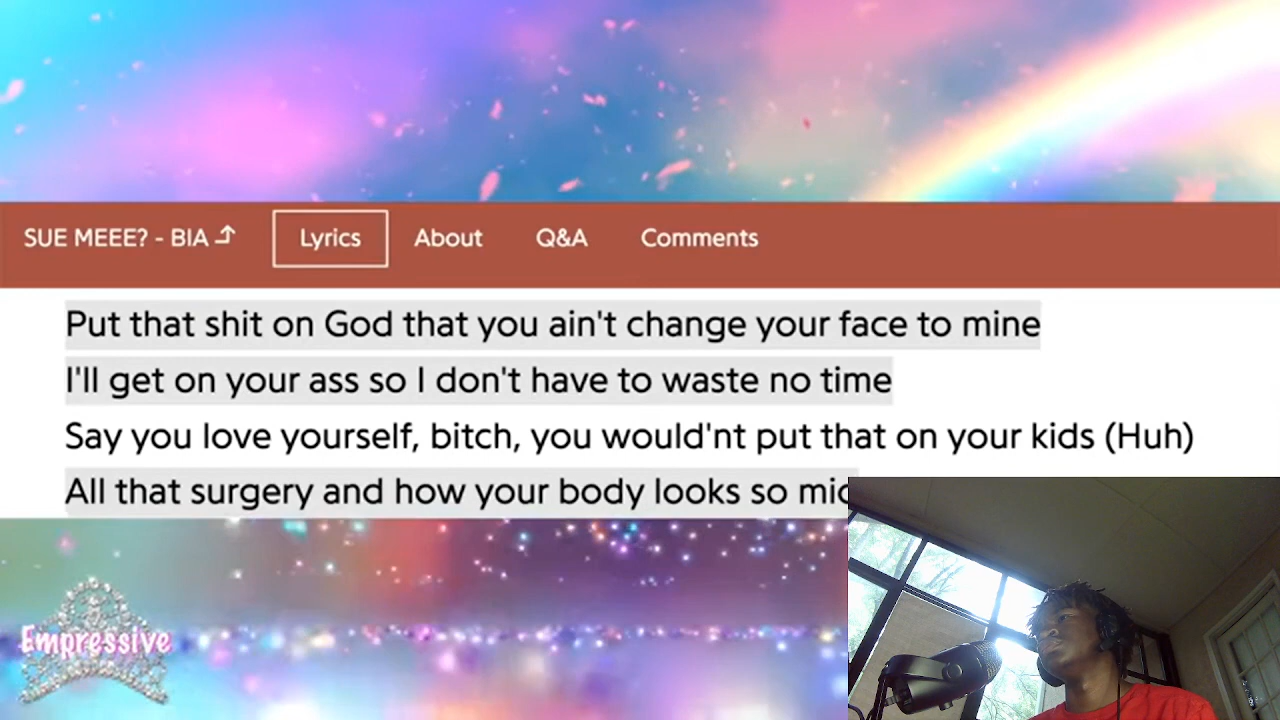 SUE MEEE? - BIA Lyrics About Q&A Comments
Put that shit on God that you ain't change your face to mine
I'll get on your ass so I don't have to waste no time
Say you love yourself, bitch, you would'nt put that on your kids (Huh)
All that surgery and how your body looks so
Empressive